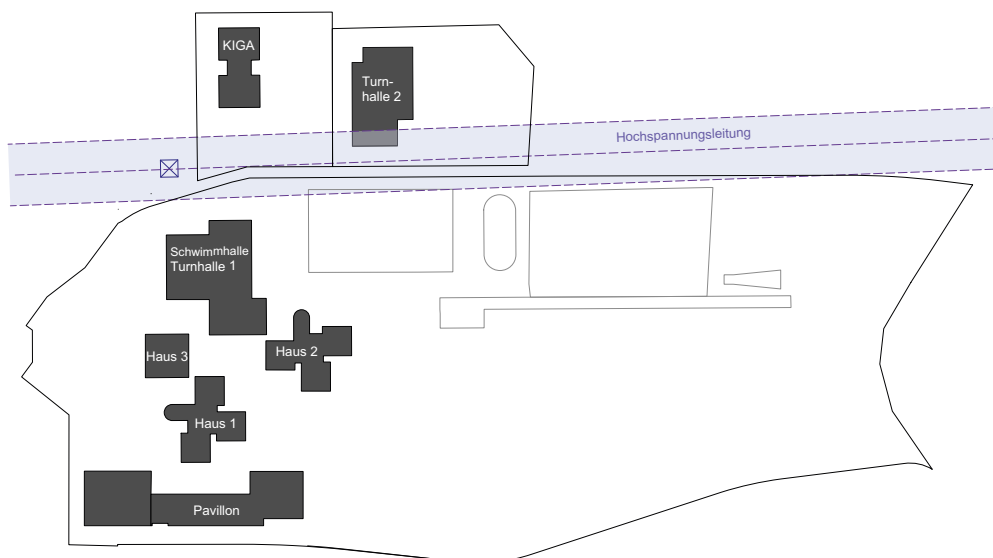 KIGA
Turn-
halle 2
Hochspannungsleitung
Schwimmhalle
Turnhalle 1
Haus 3
Haus 2
Haus 1
Pavillon